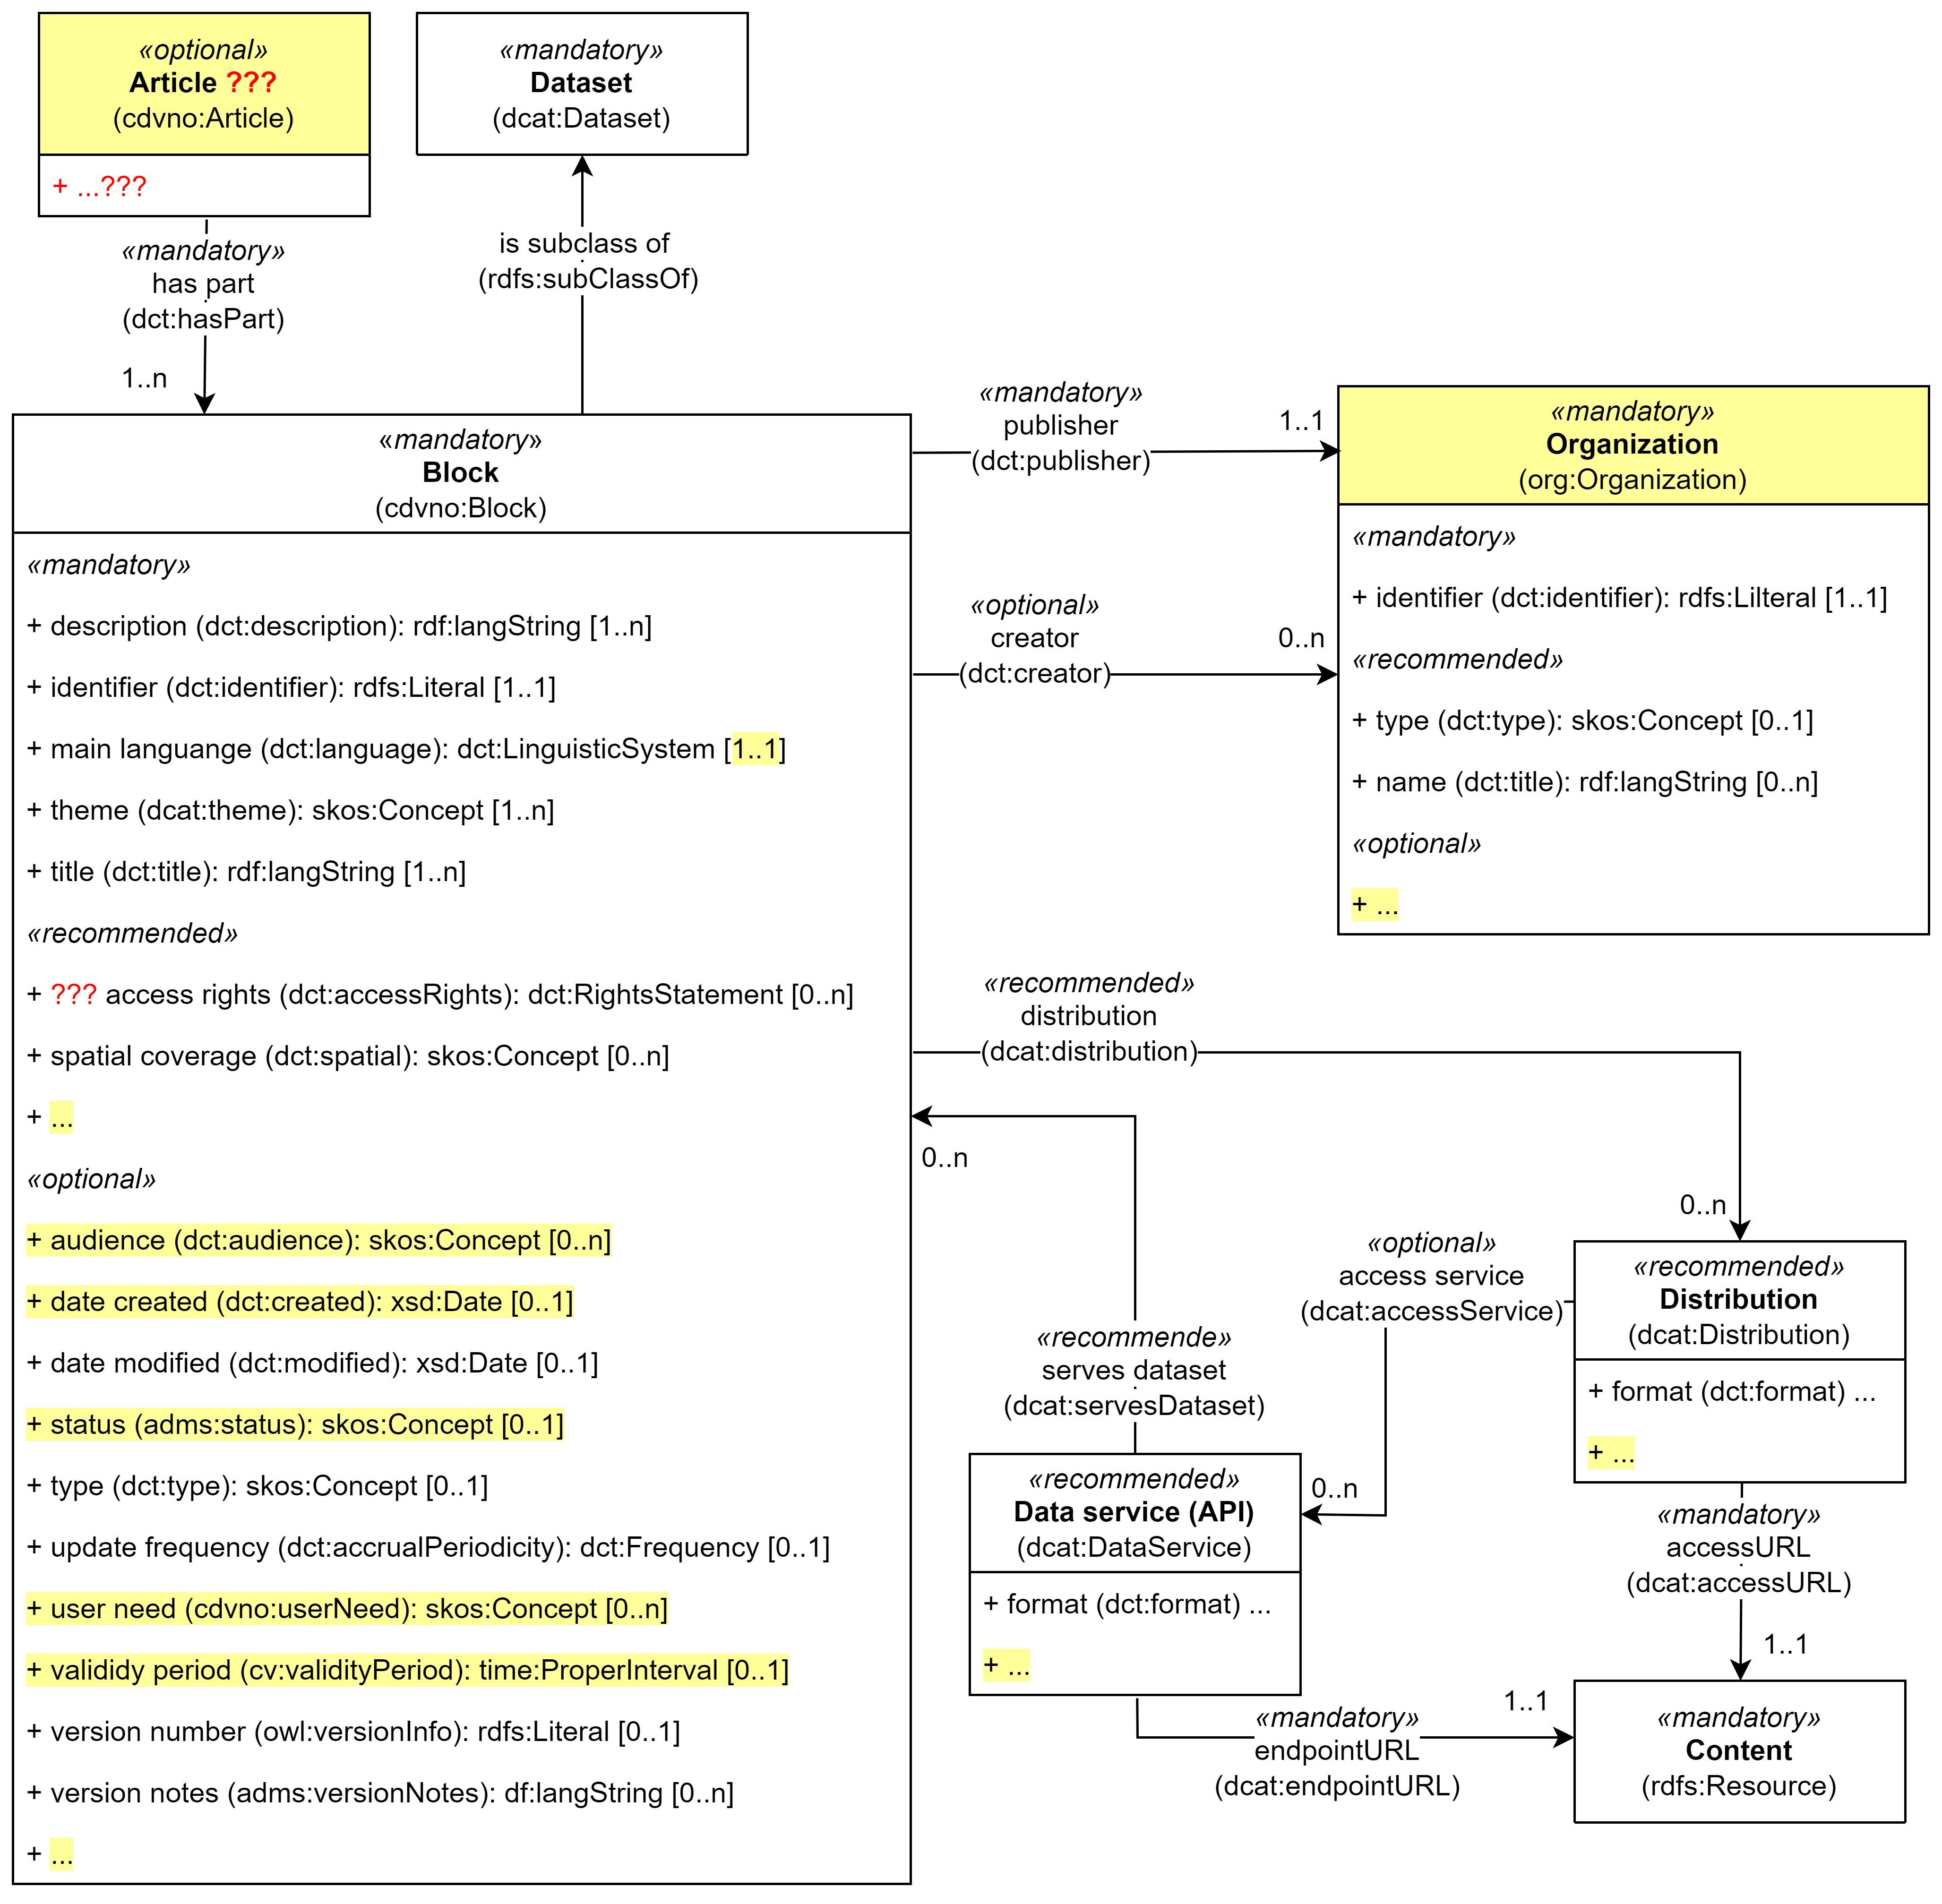 «optional»
Article ???
(cdvno:Article)
+ ...???
«mandatory»
has part
(dct:hasPart)
1..n
«mandatory»
Dataset
(dcat:Dataset)
is subclass of
(rdfs:subClassOf)
«mandatory»
Block
(cdvno:Block)
«mandatory»
+ description (dct:description): rdf:langString [1..n]
+ identifier (dct:identifier): rdfs:Literal [1..1]
+ main languange (dct:language): dct:LinguisticSystem [1..1]
+ theme (dcat:theme): skos:Concept [1..n]
+ title (dct:title): rdf:langString [1..n]
«recommended»
+ ??? access rights (dct:accessRights): dct:RightsStatement [0..n]
+ spatial coverage (dct:spatial): skos:Concept [0..n]
+ ...
«optional»
+ audience (dct:audience): skos:Concept [0..n]
+ date created (dct:created): xsd:Date [0..1]
+ date modified (dct:modified): xsd:Date [0..1]
+ status (adms:status): skos:Concept [0..1]
+ type (dct:type): skos:Concept [0..1]
+ update frequency (dct:accrualPeriodicity): dct:Frequency [0..1]
+ user need (cdvno:userNeed): skos:Concept [0..n]
+ valididy period (cv:validityPeriod): time:ProperInterval [0..1]
+ version number (owl:versionInfo): rdfs:Literal [0..1]
+ version notes (adms:versionNotes): df:langString [0..n]
+ ...
«mandatory»
publisher
(dct:publisher)
1..1
«optional»
creator
(dct:creator)
0..n
«mandatory»
Organization
(org:Organization)
«mandatory»
+ identifier (dct:identifier): rdfs:Lilteral [1..1]
«recommended»
+ type (dct:type): skos:Concept [0..1]
+ name (dct:title): rdf:langString [0..n]
«optional»
+ ...
«recommended»
distribution
(dcat:distribution)
0..n
0..n
«recommende»
serves dataset
(dcat:servesDataset)
«optional»
access service
(dcat:accessService)
0..n
«recommended»
Distribution
(dcat:Distribution)
+ format (dct:format) ...
+ ...
«recommended»
Data service (API)
(dcat:DataService)
+ format (dct:format) ...
+ ...
«mandatory»
accessURL
(dcat:accessURL)
1..1
«mandatory»
endpointURL
(dcat:endpointURL)
1..1
«mandatory»
Content
(rdfs:Resource)